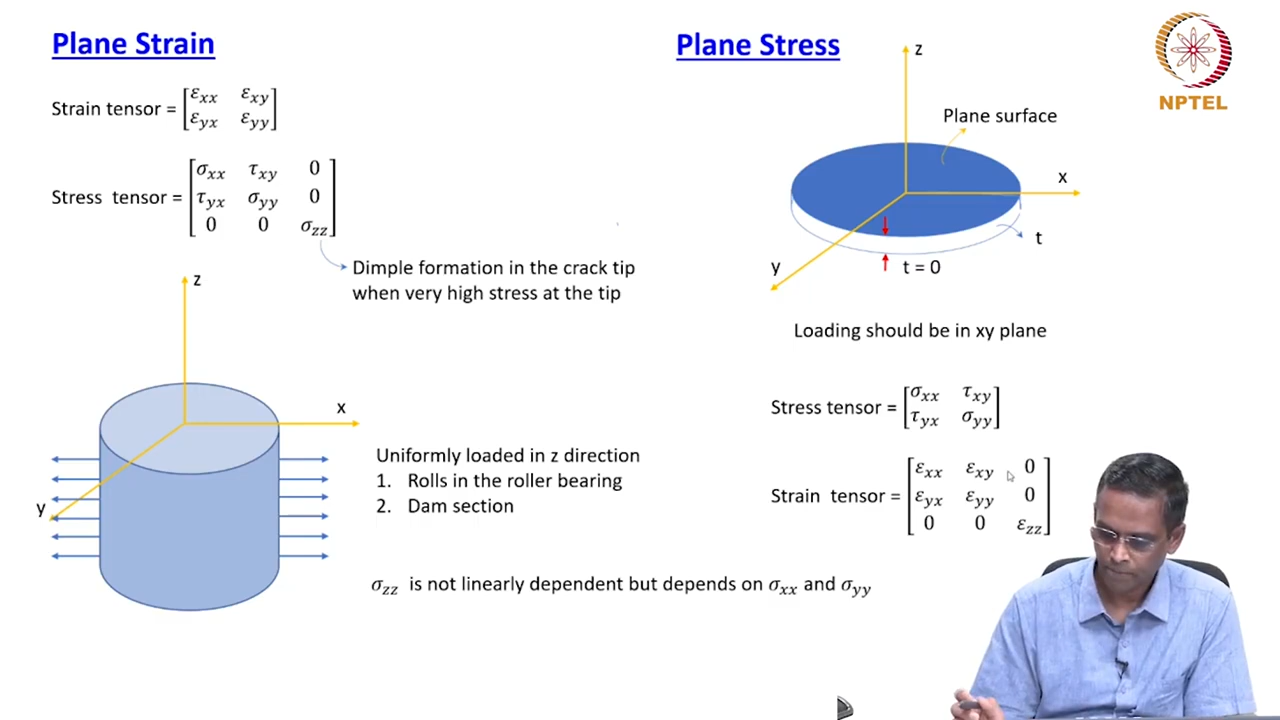 Plane Strain
Strain tensor = [εxx εxy
εyx εyy]
Stress tensor = [σxx τxy 0
τyx σyy 0
0 0 σzz]
Dimple formation in the crack tip
when very high stress at the tip
z
x
y
Uniformly loaded in z direction
1. Rolls in the roller bearing
2. Dam section
σzz is not linearly dependent but depends on σxx and σyy
Plane Stress
z
Plane surface
x
t
y
t = 0
Loading should be in xy plane
Stress tensor = [σxx τxy
τyx σyy]
Strain tensor = [εxx εxy 0
εyx εyy 0
0 0 εzz]
NPTEL